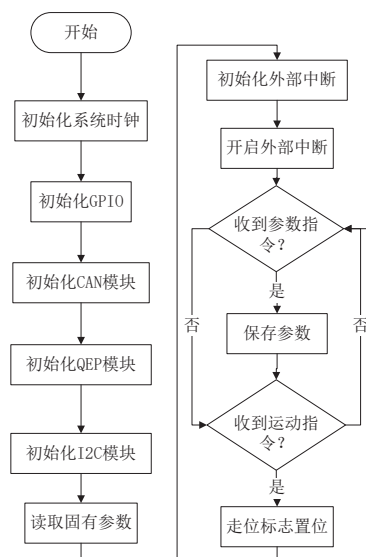 开始
初始化系统时钟
初始化GPIO
初始化CAN模块
初始化QEP模块
初始化I2C模块
读取固有参数
初始化外部中断
开启外部中断
收到参数指
令？
是
否
否
保存参数
收到运动指
令？
是
走位标志置位